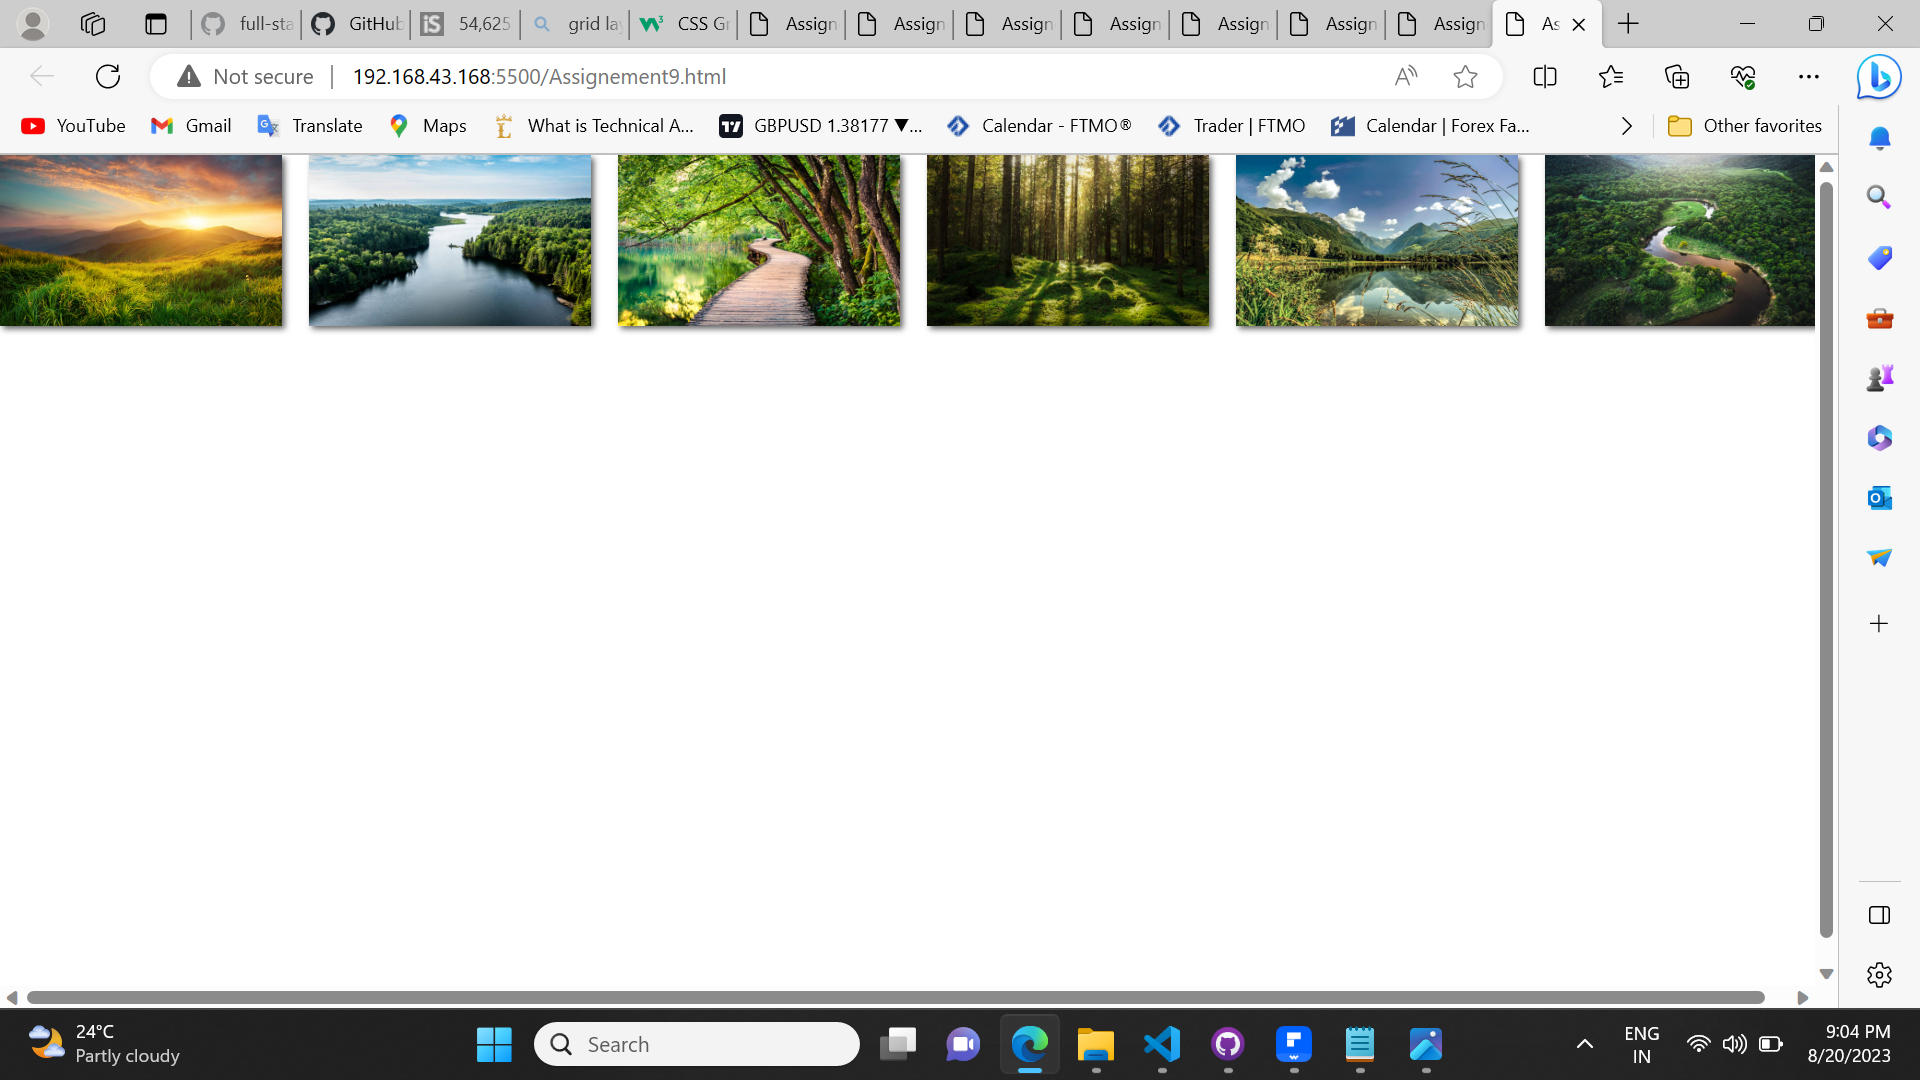 full-sta
GitHub
54,625
grid lay
CSS Gr
Assign
Assign
Assign
Assign
Assign
Assign
Assign
As
Not secure
192.168.43.168:5500/Assignement9.html
YouTube
Gmail
Translate
Maps
What is Technical A...
GBPUSD 1.38177 ▼...
Calendar - FTMO®
Trader | FTMO
Calendar | Forex Fa...
Other favorites
24°C
Partly cloudy
Search
ENG
IN
9:04 PM
8/20/2023